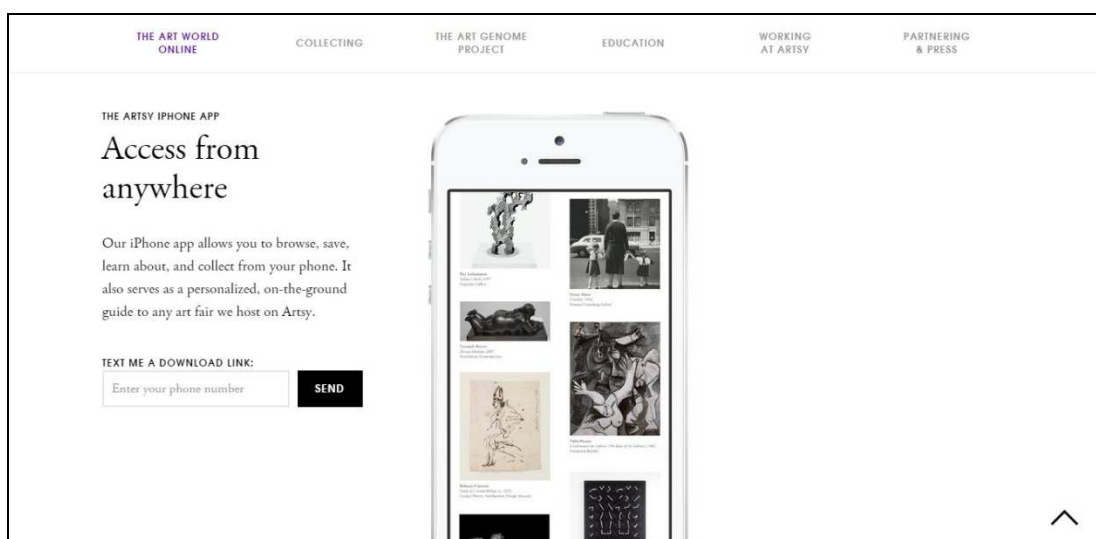 THE ART WORLD
ONLINE
COLLECTING
THE ART GENOME
PROJECT
EDUCATION
WORKING
AT ARTSY
PARTNERING
& PRESS
THE ARTSY IPHONE APP
Access from
anywhere
Our iPhone app allows you to browse, save,
learn about, and collect from your phone. It
also serves as a personalized, on-the-ground
guide to any art fair we host on Artsy.
TEXT ME A DOWNLOAD LINK:
Enter your phone number
SEND